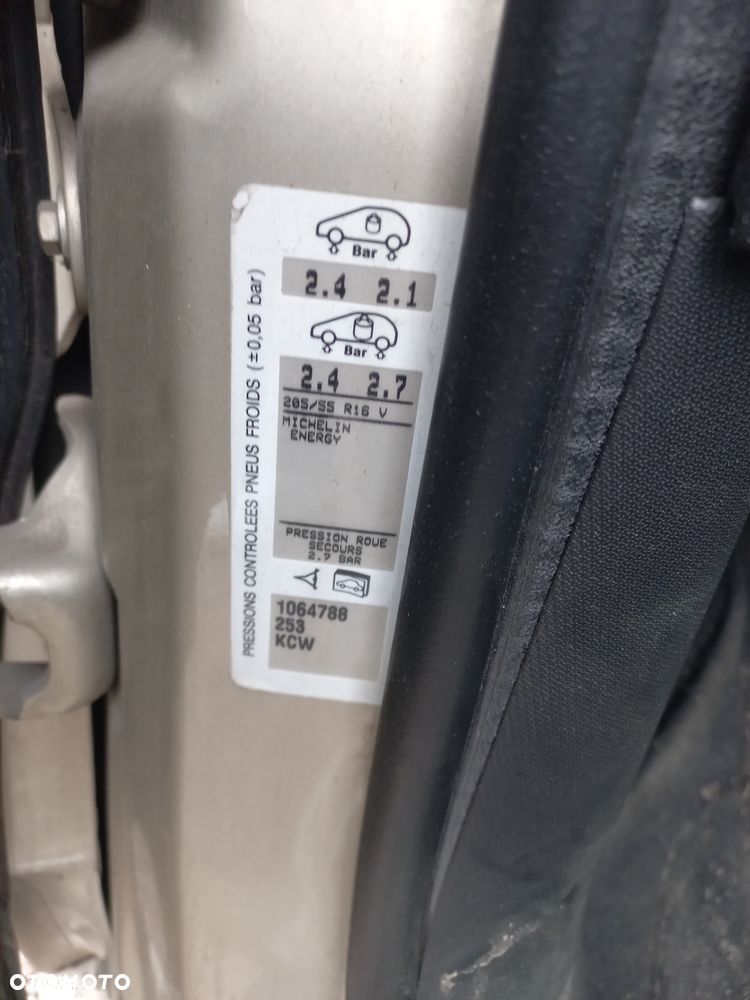 PRESSIONS CONTROLEES PNEUS FROIDS (±0,05 bar)
Bar
2.4 2.1
Bar
2.4 2.7
205/55 R16 V
MICHELIN
ENERGY
PRESSION ROUE
SECOURS
2.7 BAR
1064788
253
KCW
OTOMOTO